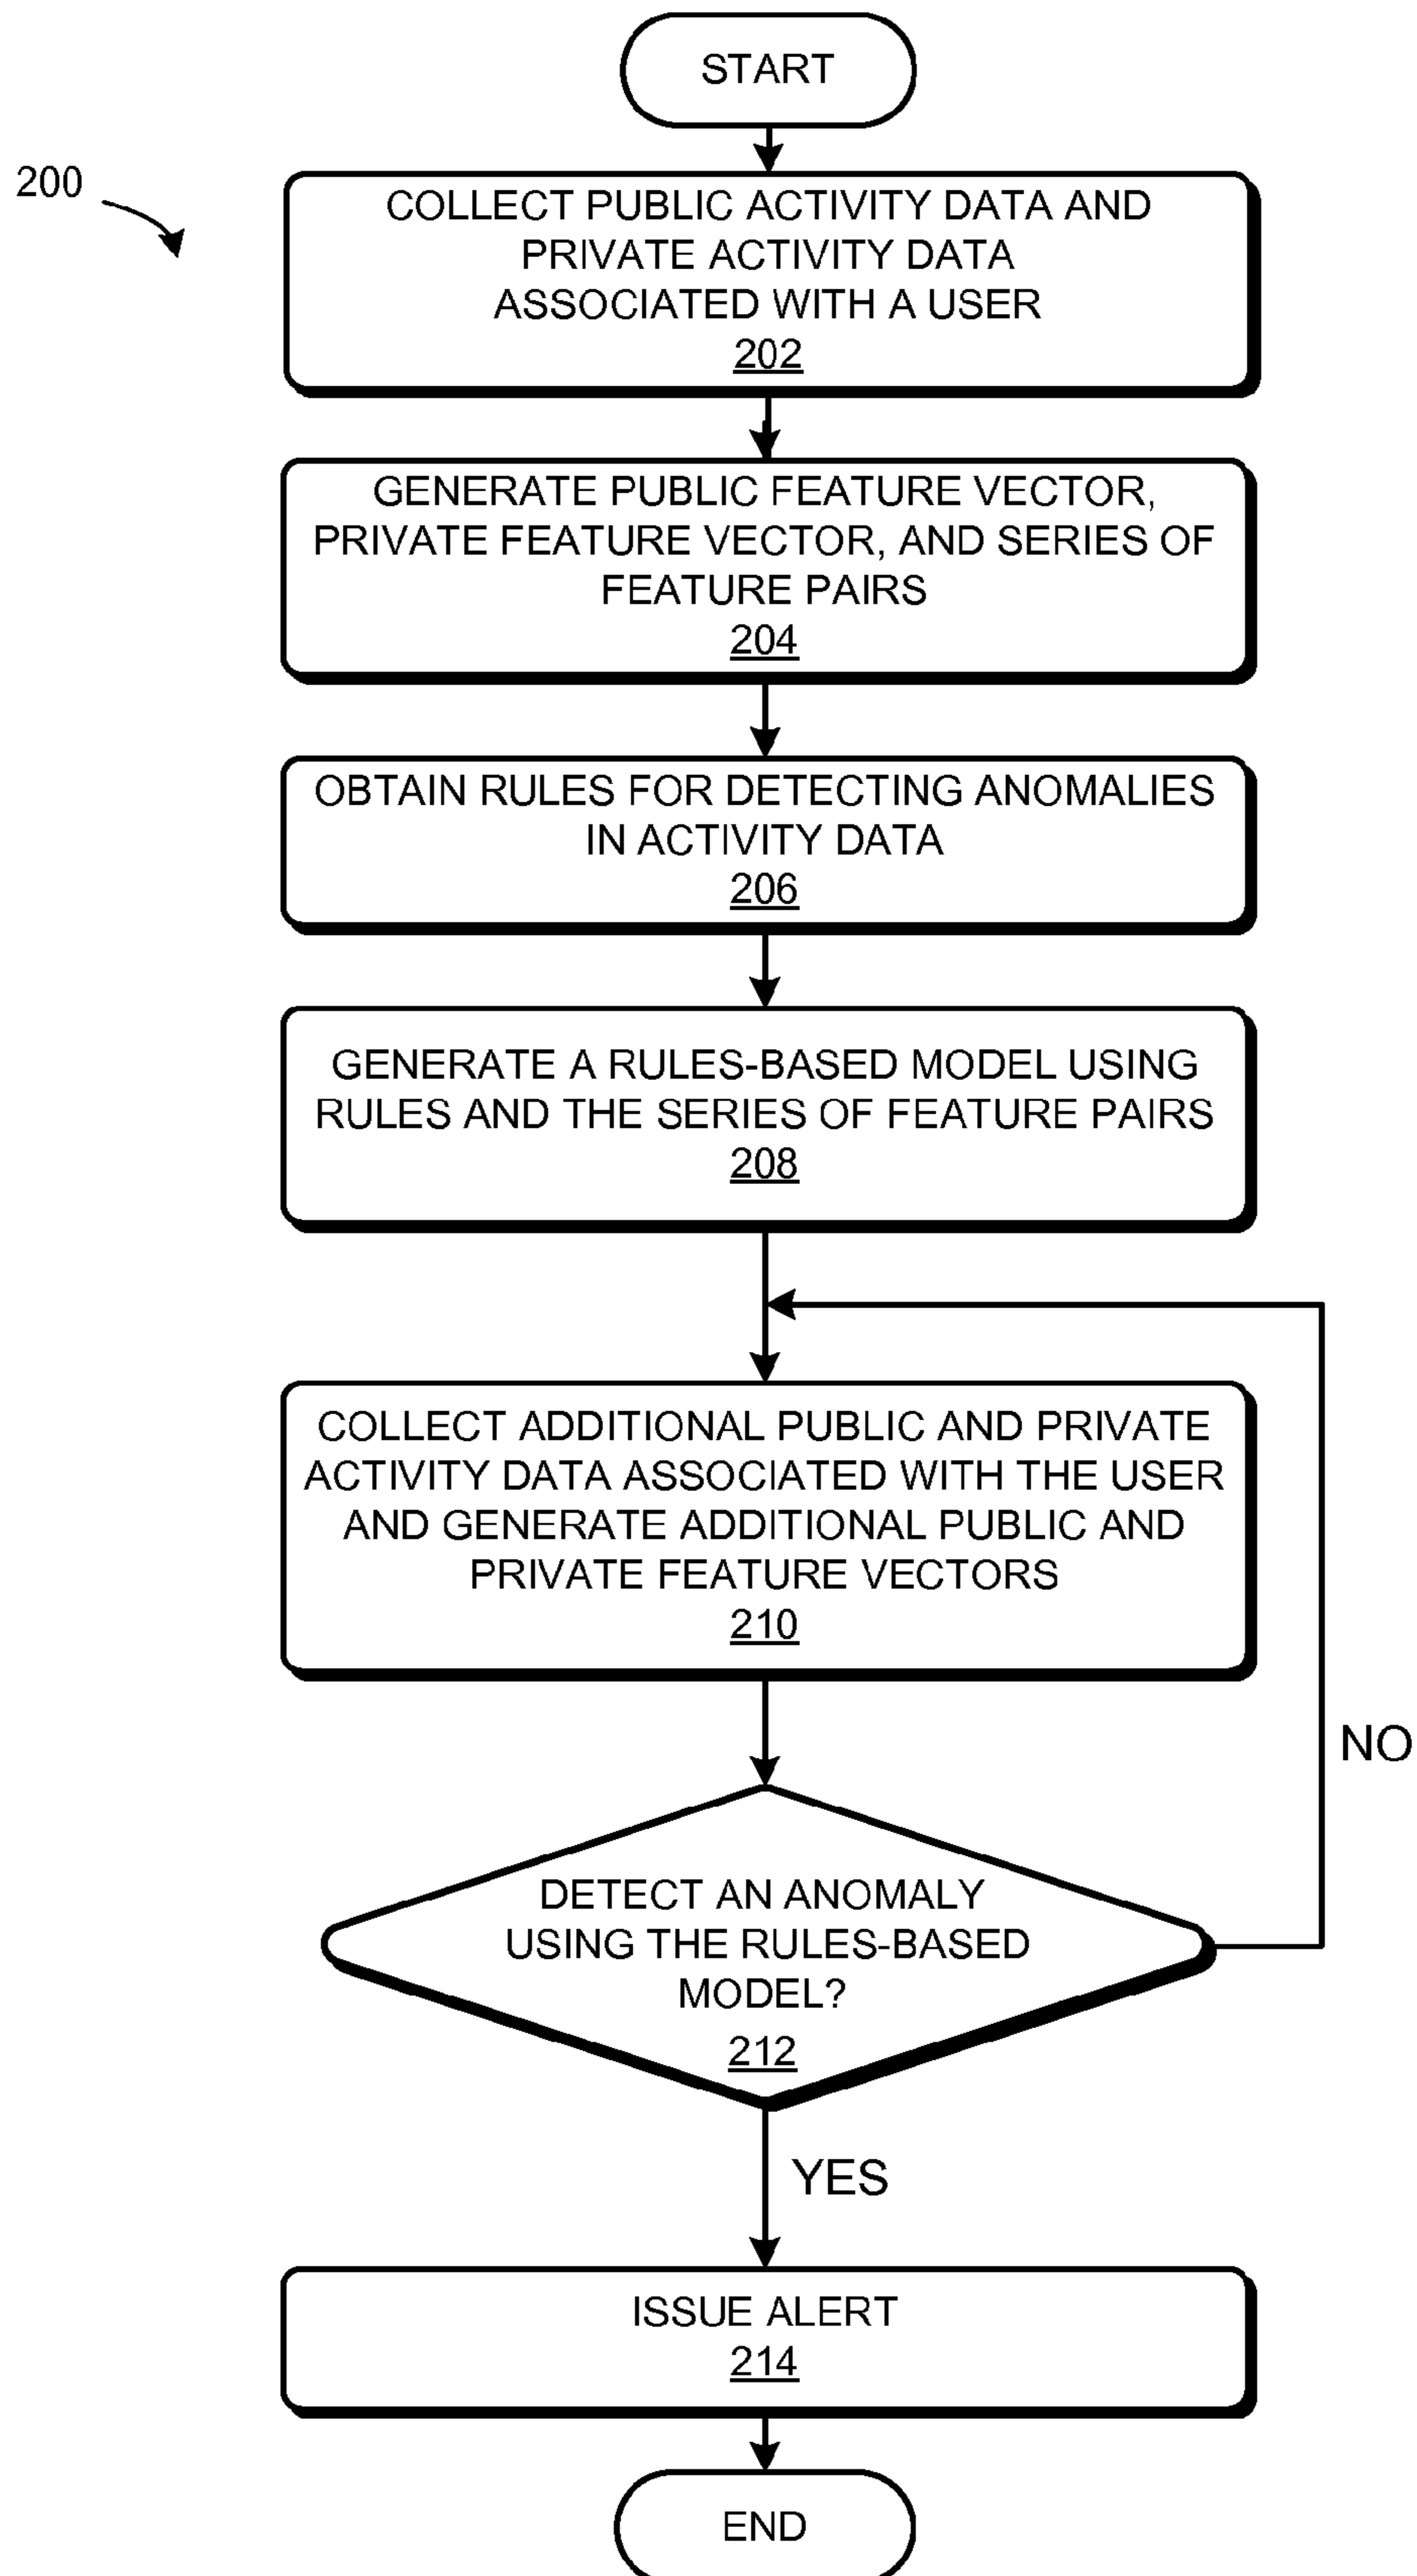 START
200
COLLECT PUBLIC ACTIVITY DATA AND
PRIVATE ACTIVITY DATA
ASSOCIATED WITH A USER
202
GENERATE PUBLIC FEATURE VECTOR,
PRIVATE FEATURE VECTOR, AND SERIES OF
FEATURE PAIRS
204
OBTAIN RULES FOR DETECTING ANOMALIES
IN ACTIVITY DATA
206
GENERATE A RULES-BASED MODEL USING
RULES AND THE SERIES OF FEATURE PAIRS
208
COLLECT ADDITIONAL PUBLIC AND PRIVATE
ACTIVITY DATA ASSOCIATED WITH THE USER
AND GENERATE ADDITIONAL PUBLIC AND
PRIVATE FEATURE VECTORS
210
NO
DETECT AN ANOMALY
USING THE RULES-BASED
MODEL?
212
YES
ISSUE ALERT
214
END